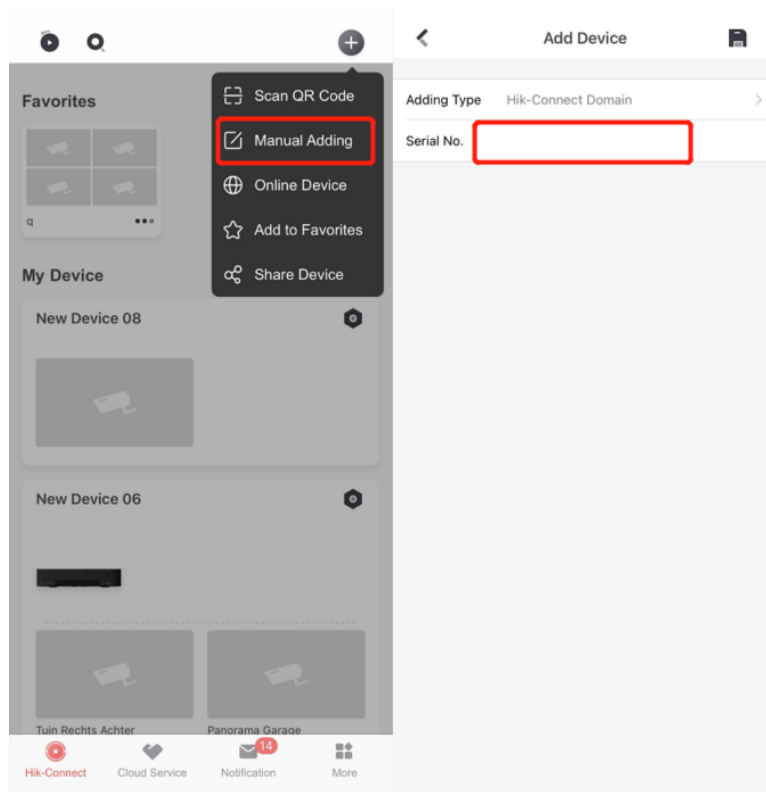 Favorites
Scan QR Code
Manual Adding
Online Device
Add to Favorites
Share Device
q
My Device
New Device 08
New Device 06
Tuin Rechts Achter
Panorama Garage
14
Hik-Connect
Cloud Service
Notification
More
Add Device
Adding Type
Hik-Connect Domain
Serial No.